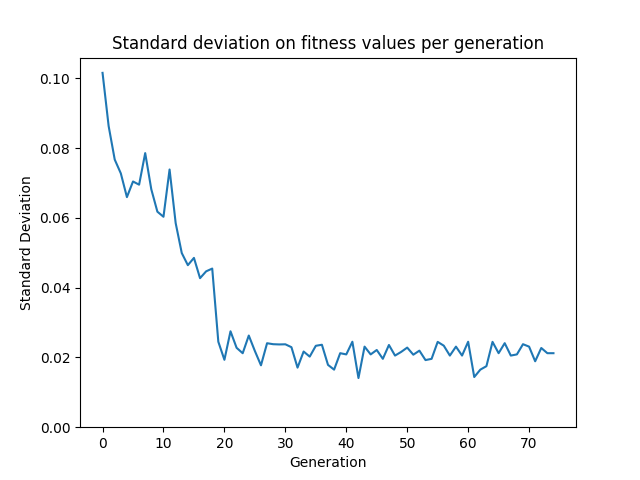 Standard deviation on fitness values per generation
0.10
0.08
0.06
0.04
0.02
0.00
Standard Deviation
0 10 20 30 40 50 60 70
Generation